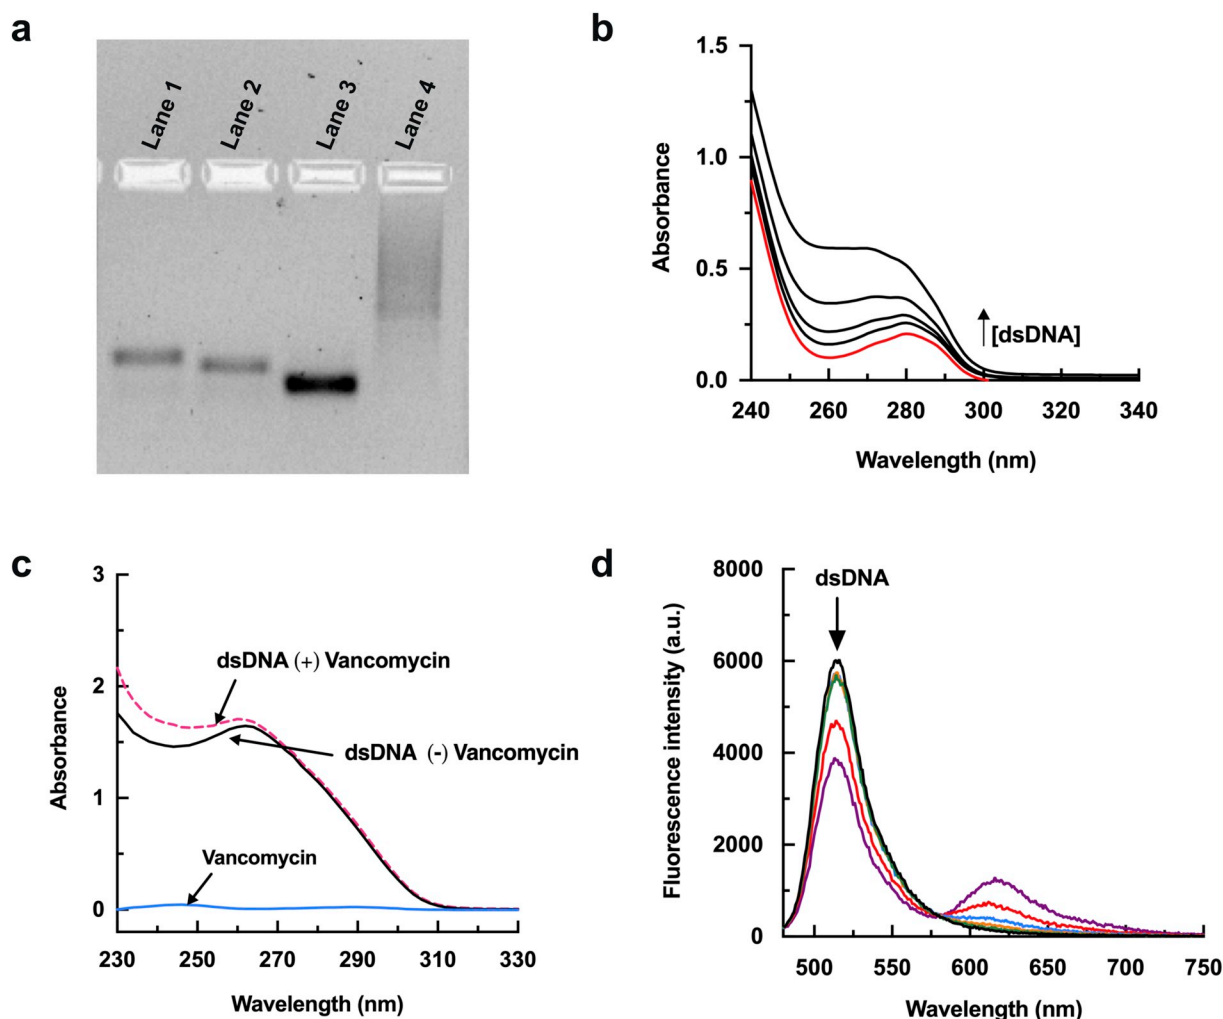 a
Lane 1
Lane 2
Lane 3
Lane 4
b
1.5
1.0
0.5
0.0
Absorbance
[dsDNA]
240 260 280 300 320 340
Wavelength (nm)
c
3
2
1
0
Absorbance
dsDNA (+) Vancomycin
dsDNA (-) Vancomycin
Vancomycin
230 250 270 290 310 330
Wavelength (nm)
d
8000
6000
4000
2000
0
Fluorescence intensity (a.u.)
dsDNA
500 550 600 650 700 750
Wavelength (nm)